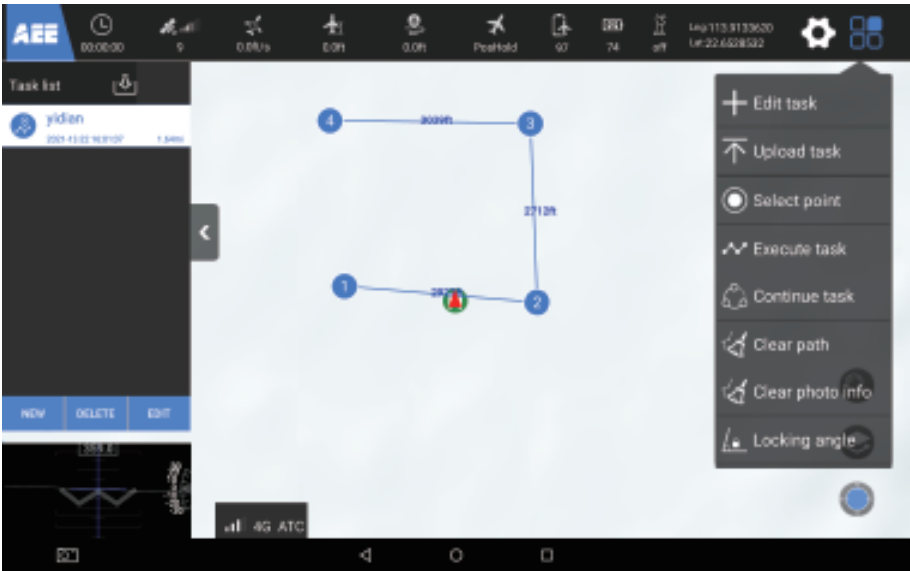 AEE
00:00:00
9
0.0ft/s
0.0ft
0.0ft
PosHold
97
74
off
Lng:113.9133620
Lat:22.6528532
Task list
yidian
NEW
DELETE
EDIT
4
3
1
2
3039ft
2712ft
Edit task
Upload task
Select point
Execute task
Continue task
Clear path
Clear photo info
Locking angle
4G ATC